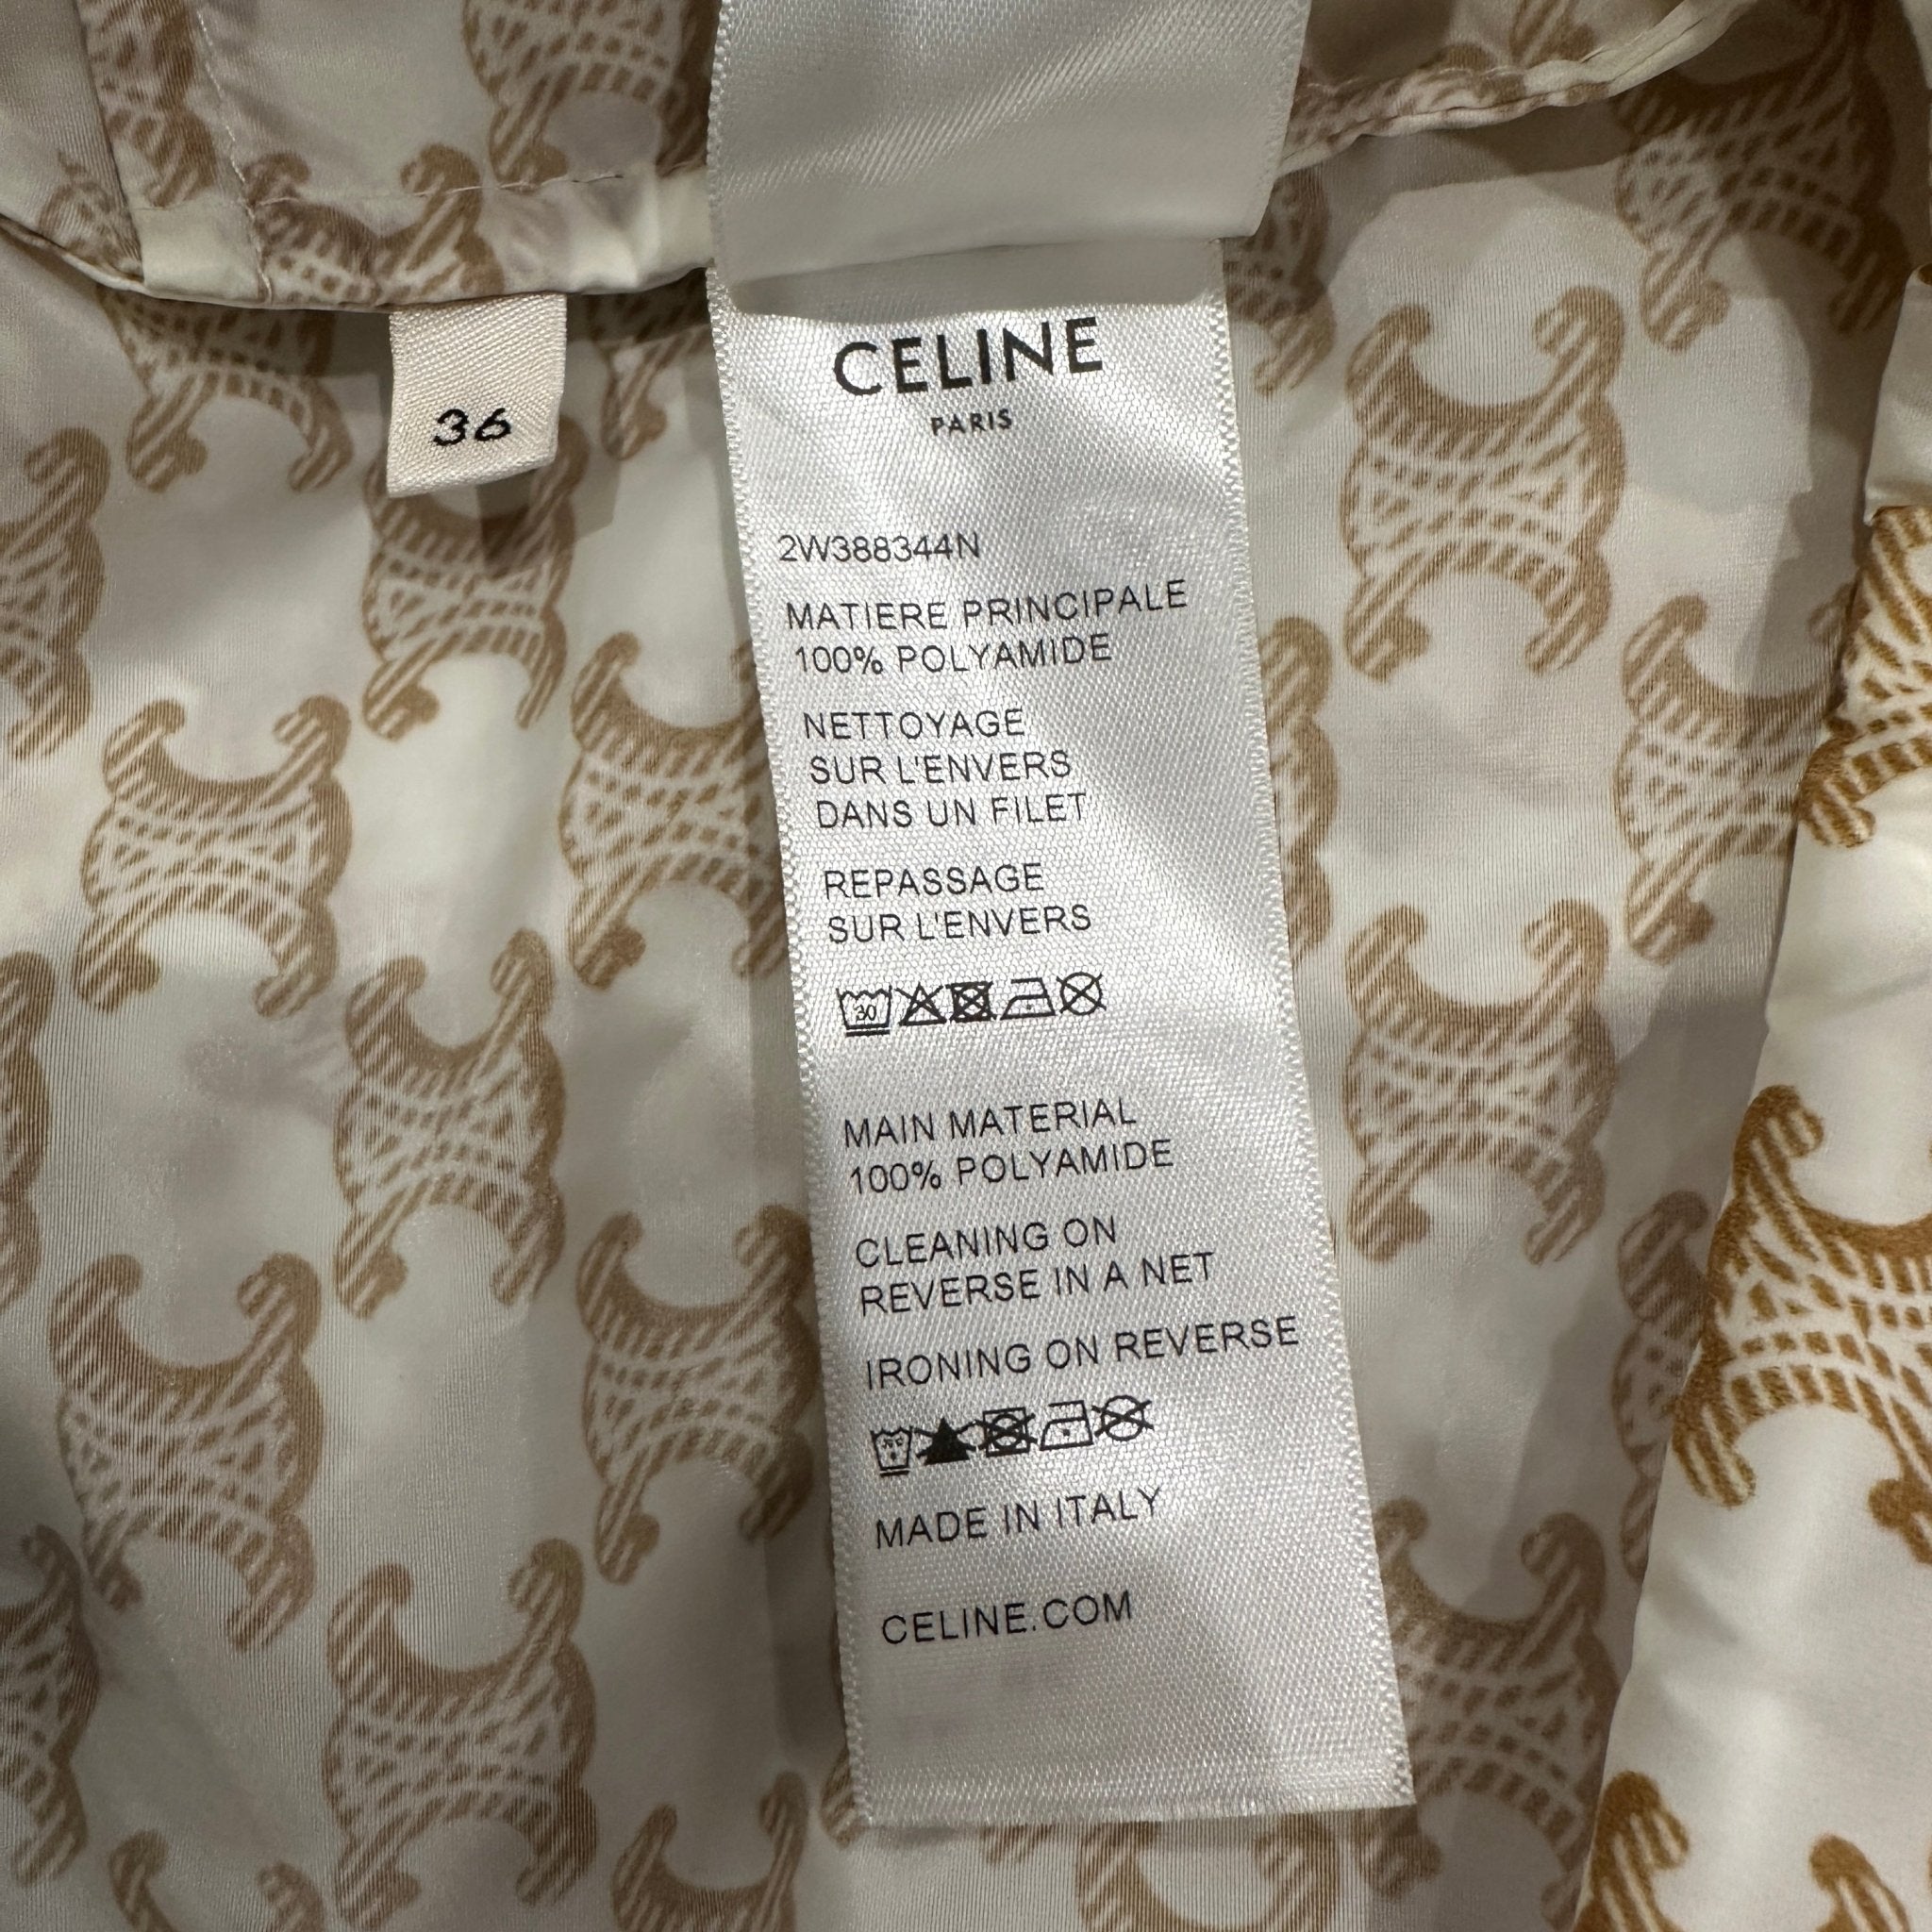 36
CELINE
PARIS
2W388344N
MATIERE PRINCIPALE
100% POLYAMIDE
NETTOYAGE
SUR L'ENVERS
DANS UN FILET
REPASSAGE
SUR L'ENVERS
30
MAIN MATERIAL
100% POLYAMIDE
CLEANING ON
REVERSE IN A NET
IRONING ON REVERSE
MADE IN ITALY
CELINE.COM